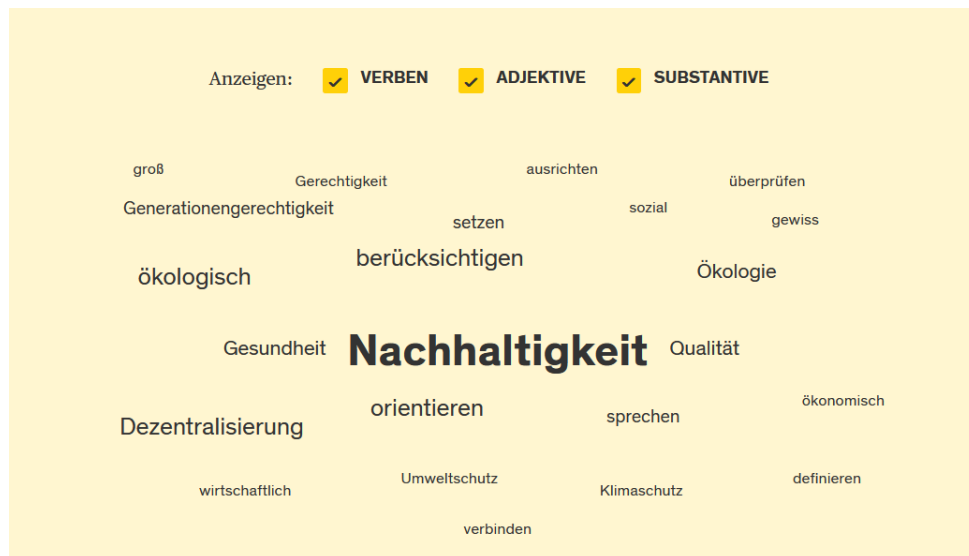 Anzeigen: VERBEN ADJEKTIVE SUBSTANTIVE
groß ausrichten
Gerechtigkeit überprüfen
Generationengerechtigkeit sozial
setzen gewiss
berücksichtigen
ökologisch Ökologie
Gesundheit Nachhaltigkeit Qualität
ökonomisch
orientieren sprechen
Dezentralisierung
Umweltschutz definieren
wirtschaftlich Klimaschutz
verbinden